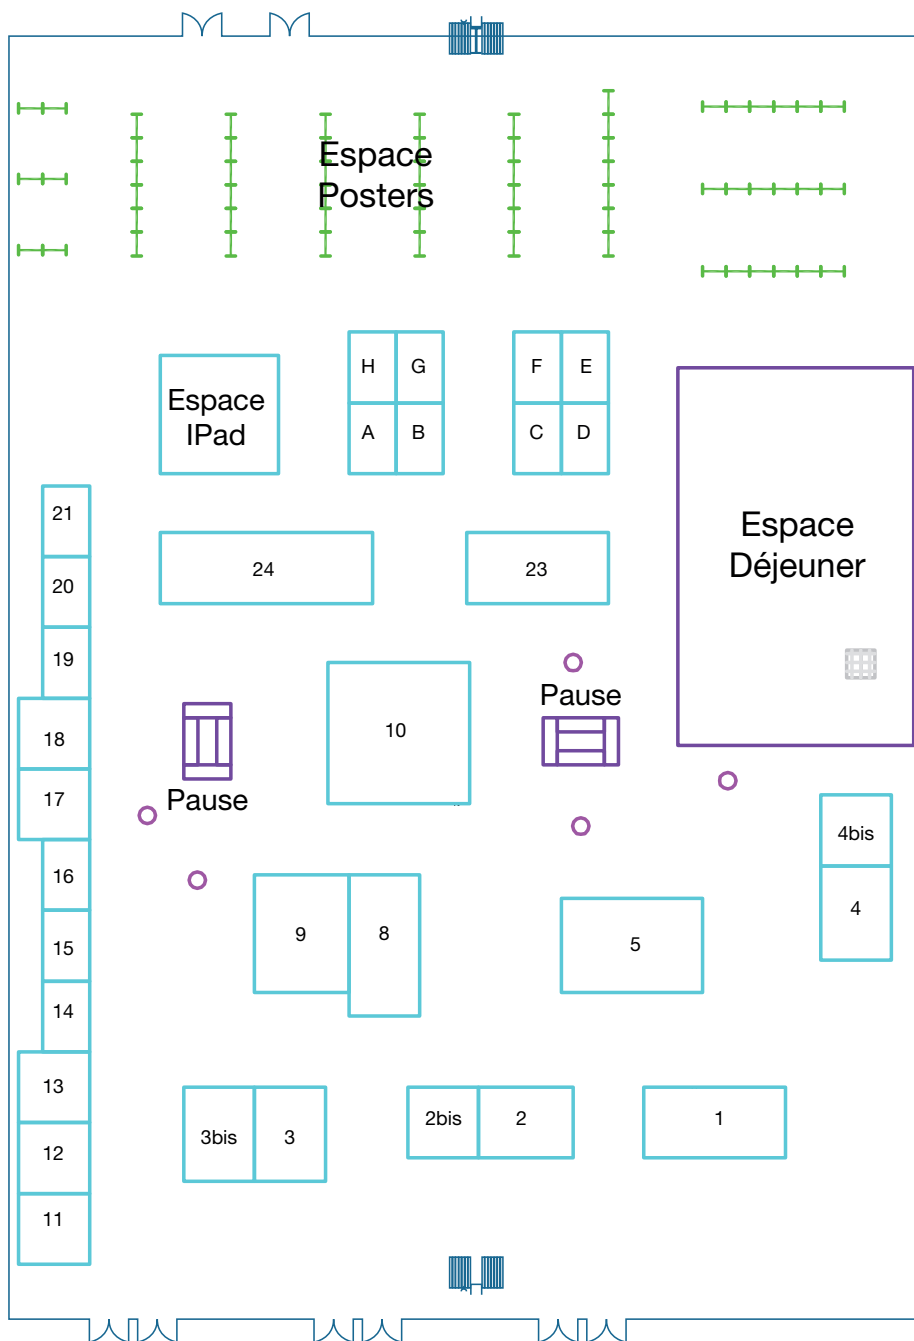 Espace
Posters
H
G
F
E
Espace
IPad
A
B
C
D
21
Espace
Déjeuner
24
23
20
19
Pause
18
10
17
Pause
4bis
16
4
9
8
5
15
14
13
3bis
3
2bis
2
1
12
11